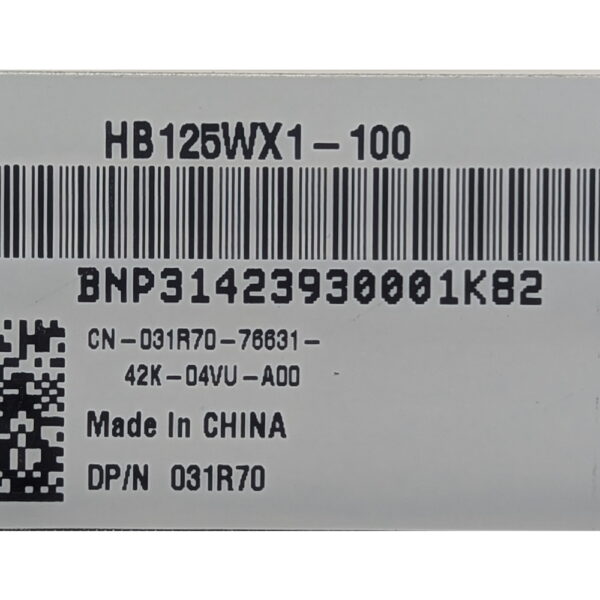 HB125WX1-100
BNP31423930001K82
CN-031R70-76631-
42K-04VU-A00
Made In CHINA
DP/N 031R70